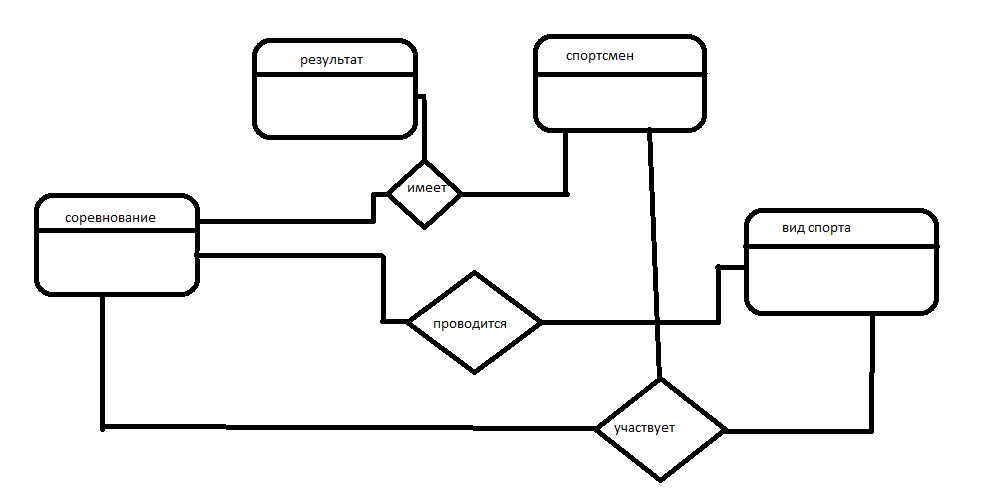 результат
спортсмен
имеет
соревнование
вид спорта
проводится
участвует